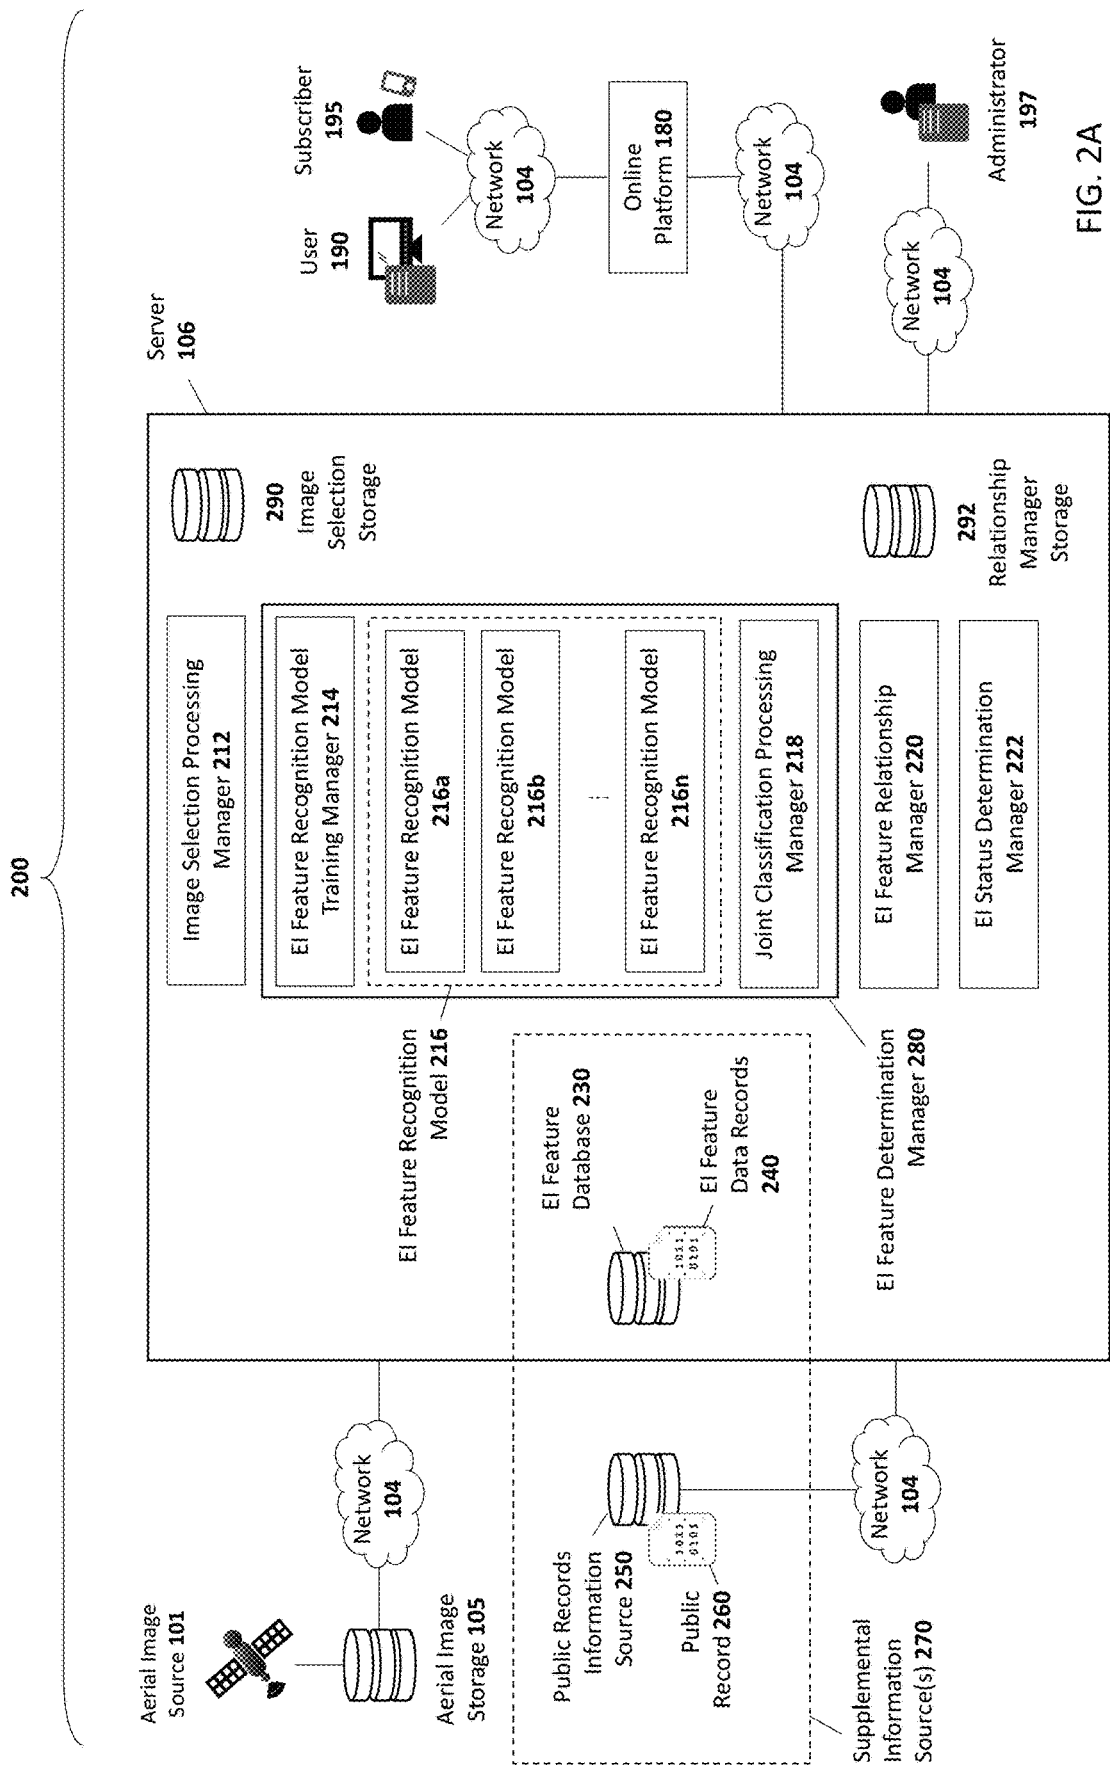 200
Aerial Image
Source 101
Aerial Image
Storage 105
Network
104
Public Records
Information
Source 250
Public
Record 260
1011
0101
Supplemental
Information
Source(s) 270
Network
104
Server
106
EI Feature Recognition
Model 216
EI Feature
Database 230
1011
0101
EI Feature
Data Records
240
EI Feature Determination
Manager 280
Image Selection Processing
Manager 212
EI Feature Recognition Model
Training Manager 214
EI Feature Recognition Model
216a
EI Feature Recognition Model
216b
...
EI Feature Recognition Model
216n
Joint Classification Processing
Manager 218
EI Feature Relationship
Manager 220
EI Status Determination
Manager 222
290
Image
Selection
Storage
292
Relationship
Manager
Storage
User
190
Subscriber
195
Network
104
Online
Platform 180
Network
104
Network
104
Administrator
197
FIG. 2A